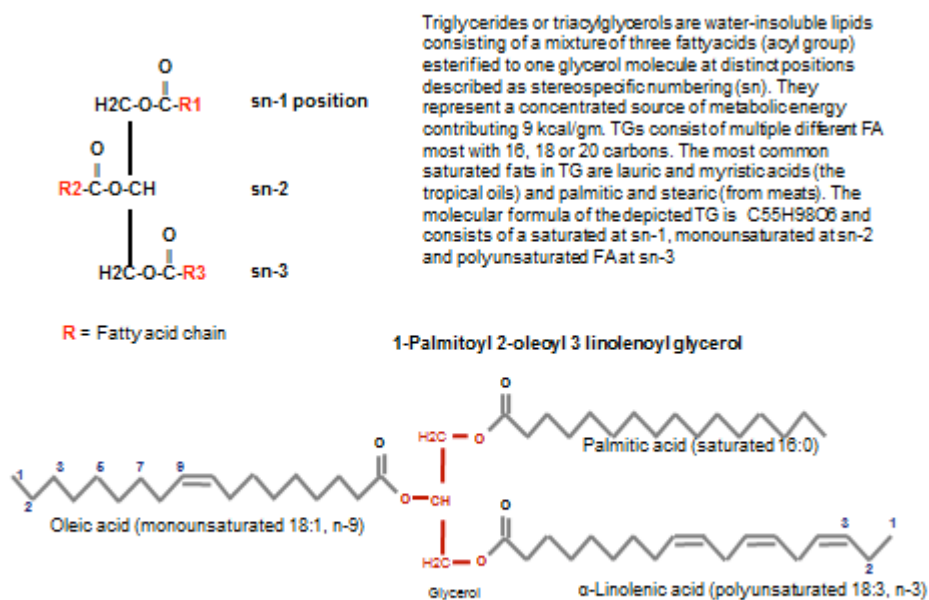 Triglycerides or triacylglycerols are water-insoluble lipids
consisting of a mixture of three fatty acids (acyl group)
esterified to one glycerol molecule at distinct positions
described as stereospecific numbering (sn). They
represent a concentrated source of metabolic energy
contributing 9 kcal/gm. TGs consist of multiple different FA
most with 16, 18 or 20 carbons. The most common
saturated fats in TG are lauric and myristic acids (the
tropical oils) and palmitic and stearic (from meats). The
molecular formula of the depicted TG is C55H98O6 and
consists of a saturated at sn-1, monounsaturated at sn-2
and polyunsaturated FA at sn-3
O
H2C-O-C-R1 sn-1 position
O
R2-C-O-CH sn-2
O
H2C-O-C-R3 sn-3
R = Fatty acid chain
1-Palmitoyl 2-oleoyl 3 linolenoyl glycerol
O
H2C O
Palmitic acid (saturated 16:0)
O
1 2 3 5 7 9
O CH
Oleic acid (monounsaturated 18:1, n-9)
O
3 1
2
H2C O
Glycerol
α-Linolenic acid (polyunsaturated 18:3, n-3)